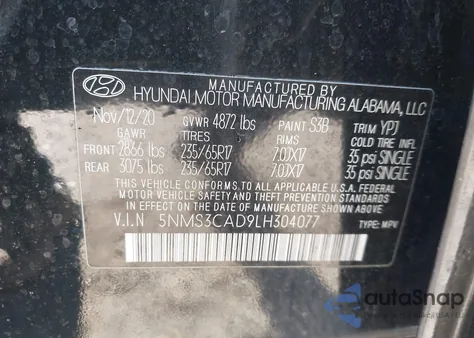 MANUFACTURED BY
HYUNDAI MOTOR MANUFACTURING ALABAMA, LLC
Nov/12/20 GVWR 4872 lbs PAINT S3B TRIM YPJ
GAWR TIRES RIMS COLD TIRE INFL
FRONT 2866 lbs 235/65R17 7.0JX17 35 psi SINGLE
REAR 3075 lbs 235/65R17 7.0JX17 35 psi SINGLE
THIS VEHICLE CONFORMS TO ALL APPLICABLE U.S.A. FEDERAL
MOTOR VEHICLE SAFETY AND THEFT PREVENTION STANDARDS
IN EFFECT ON THE DATE OF MANUFACTURE SHOWN ABOVE.
V.I.N 5NMS3CAD9LH304077 TYPE: MPV
autoSnap